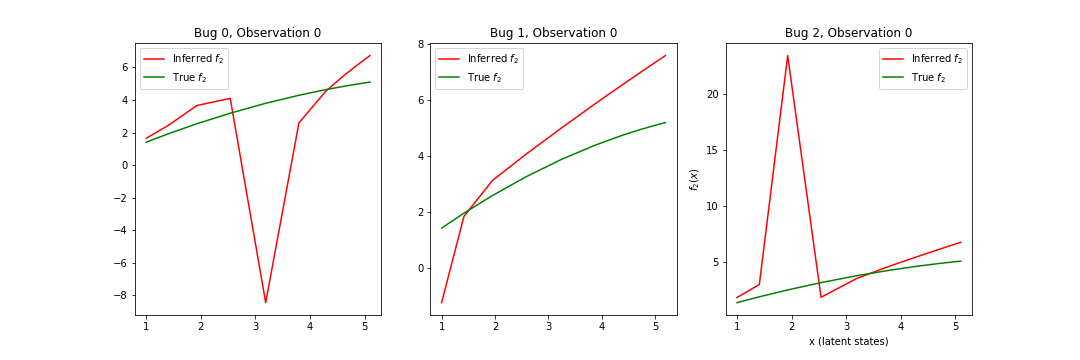 Bug 0, Observation 0
Inferred f₂
True f₂
6
4
2
0
−2
−4
−6
−8
1
2
3
4
5
Bug 1, Observation 0
Inferred f₂
True f₂
8
6
4
2
0
1
2
3
4
5
Bug 2, Observation 0
Inferred f₂
True f₂
f₂(x)
20
15
10
5
1
2
3
4
5
x (latent states)